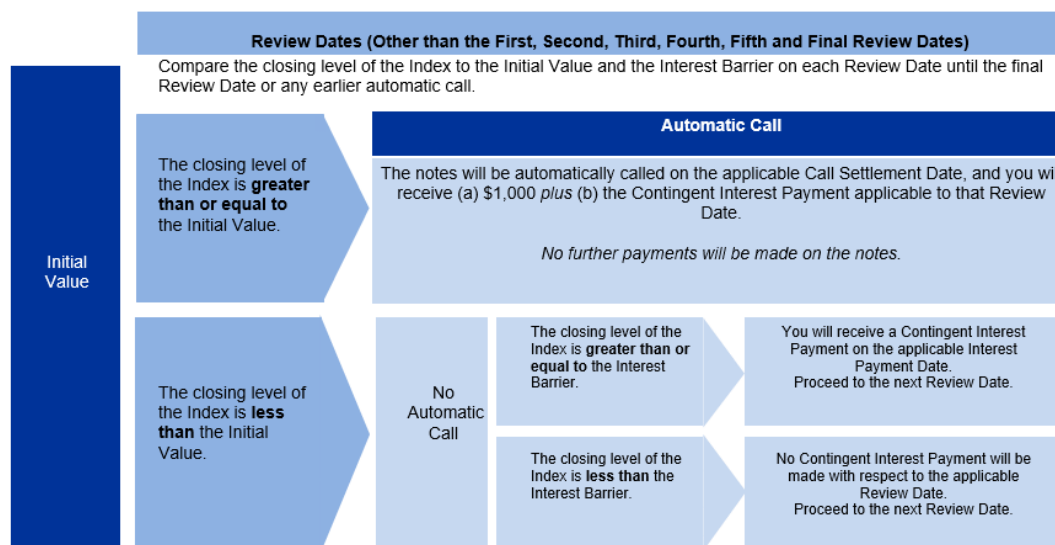 Review Dates (Other than the First, Second, Third, Fourth, Fifth and Final Review Dates)
Compare the closing level of the Index to the Initial Value and the Interest Barrier on each Review Date until the final
Review Date or any earlier automatic call.
Initial
Value
The closing level of
the Index is greater
than or equal to
the Initial Value.
Automatic Call
The notes will be automatically called on the applicable Call Settlement Date, and you wi
receive (a) $1,000 plus (b) the Contingent Interest Payment applicable to that Review
Date.
No further payments will be made on the notes.
The closing level of
the Index is less
than the Initial
Value.
No
Automatic
Call
The closing level of the
Index is greater than or
equal to the Interest
Barrier.
You will receive a Contingent Interest
Payment on the applicable Interest
Payment Date.
Proceed to the next Review Date.
The closing level of the
Index is less than the
Interest Barrier.
No Contingent Interest Payment will be
made with respect to the applicable
Review Date.
Proceed to the next Review Date.